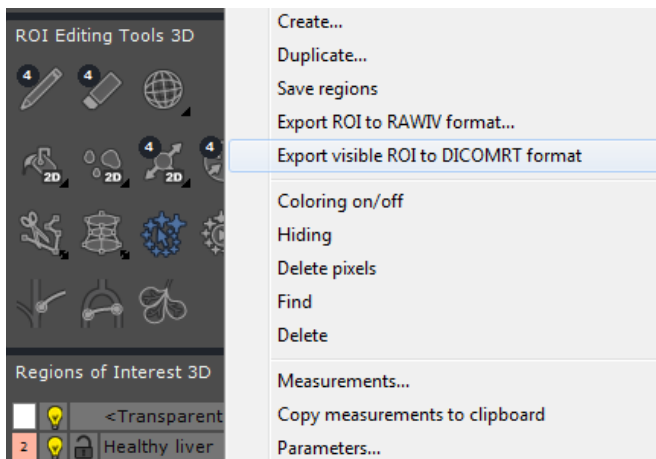 ROI Editing Tools 3D
4
4
2D
2D
4
2D
4
Regions of Interest 3D
<Transparent
2
Healthy liver
Create...
Duplicate...
Save regions
Export ROI to RAWIV format...
Export visible ROI to DICOMRT format
Coloring on/off
Hiding
Delete pixels
Find
Delete
Measurements...
Copy measurements to clipboard
Parameters...